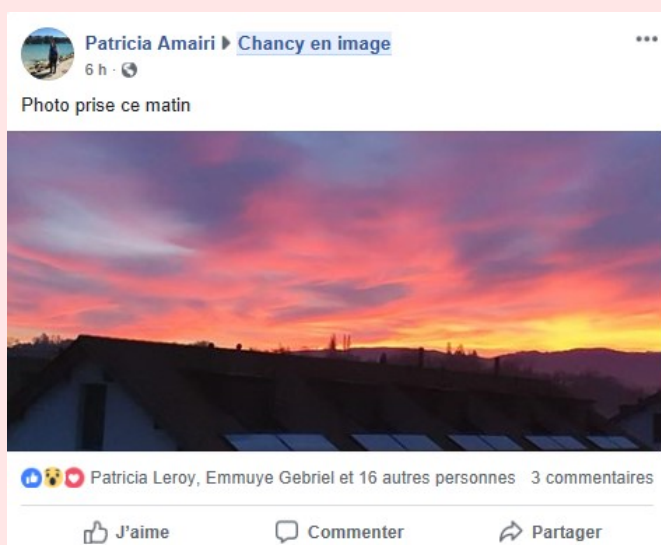 Patricia Amairi ▸ Chancy en image
6 h ·
Photo prise ce matin
Patricia Leroy, Emmuye Gebriel et 16 autres personnes 3 commentaires
J'aime Commenter Partager